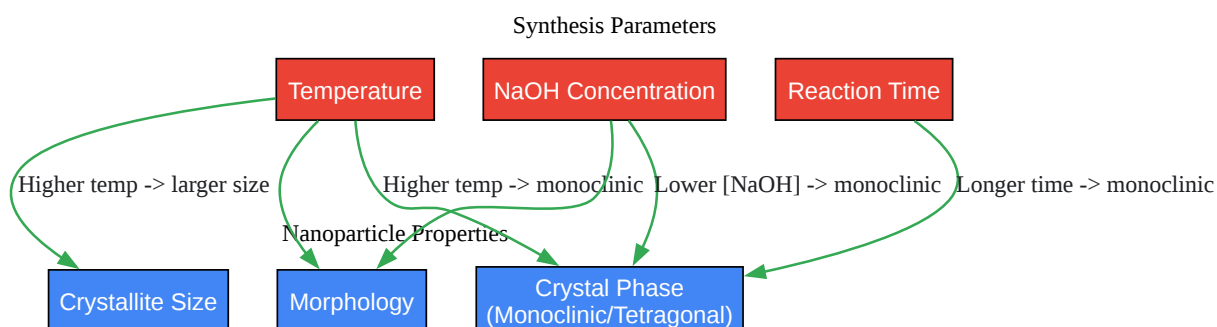 Synthesis Parameters
Temperature
NaOH Concentration
Reaction Time
Higher temp -> larger size
Higher temp -> monoclinic
Lower [NaOH] -> monoclinic
Longer time -> monoclinic
Nanoparticle Properties
Crystallite Size
Morphology
Crystal Phase
(Monoclinic/Tetragonal)